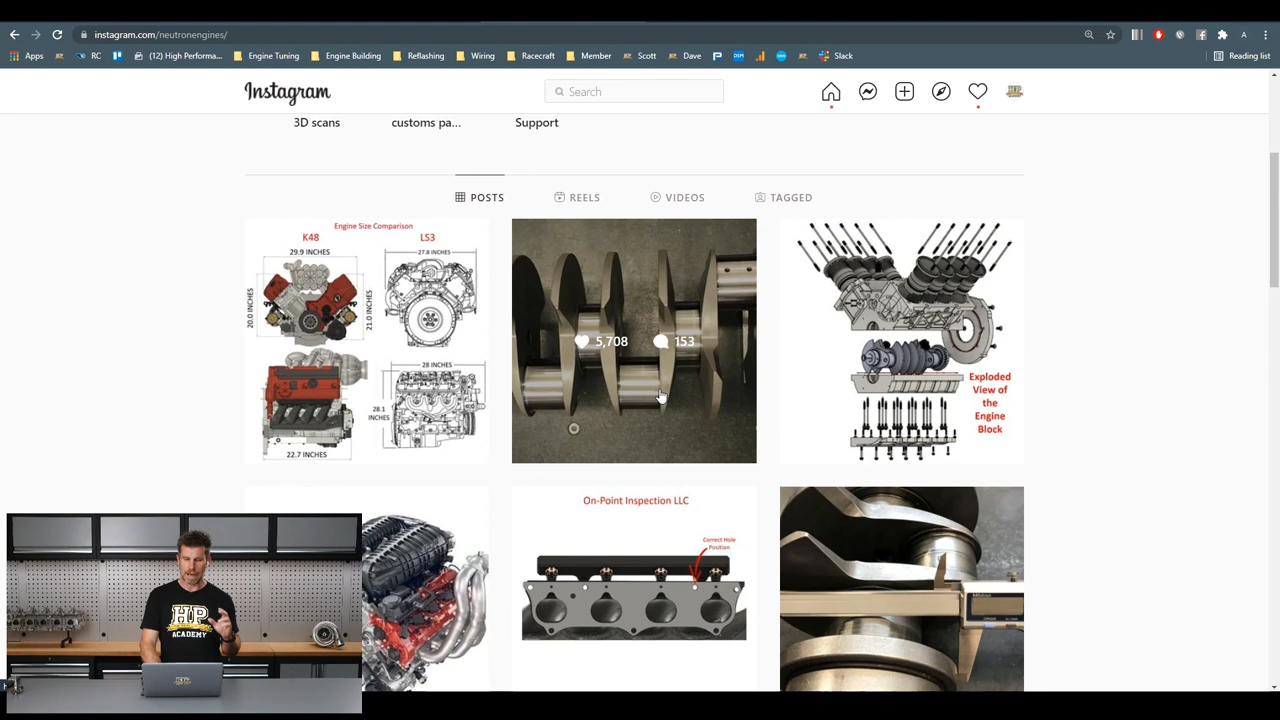 instagram.com/neutronengines/
Apps
RC
(12) High Performa...
Engine Tuning
Engine Building
Reflashing
Wiring
Racecraft
Member
Scott
Dave
Slack
Reading list
Instagram
Search
3D scans
customs pa...
Support
POSTS
REELS
VIDEOS
TAGGED
Engine Size Comparison
K48
LS3
29.9 INCHES
27.8 INCHES
20.0 INCHES
21.0 INCHES
28 INCHES
28.1
INCHES
22.7 INCHES
5,708
153
Exploded
View of
the
Engine
Block
On-Point Inspection LLC
Correct Hole
Position
HP
ACADEMY